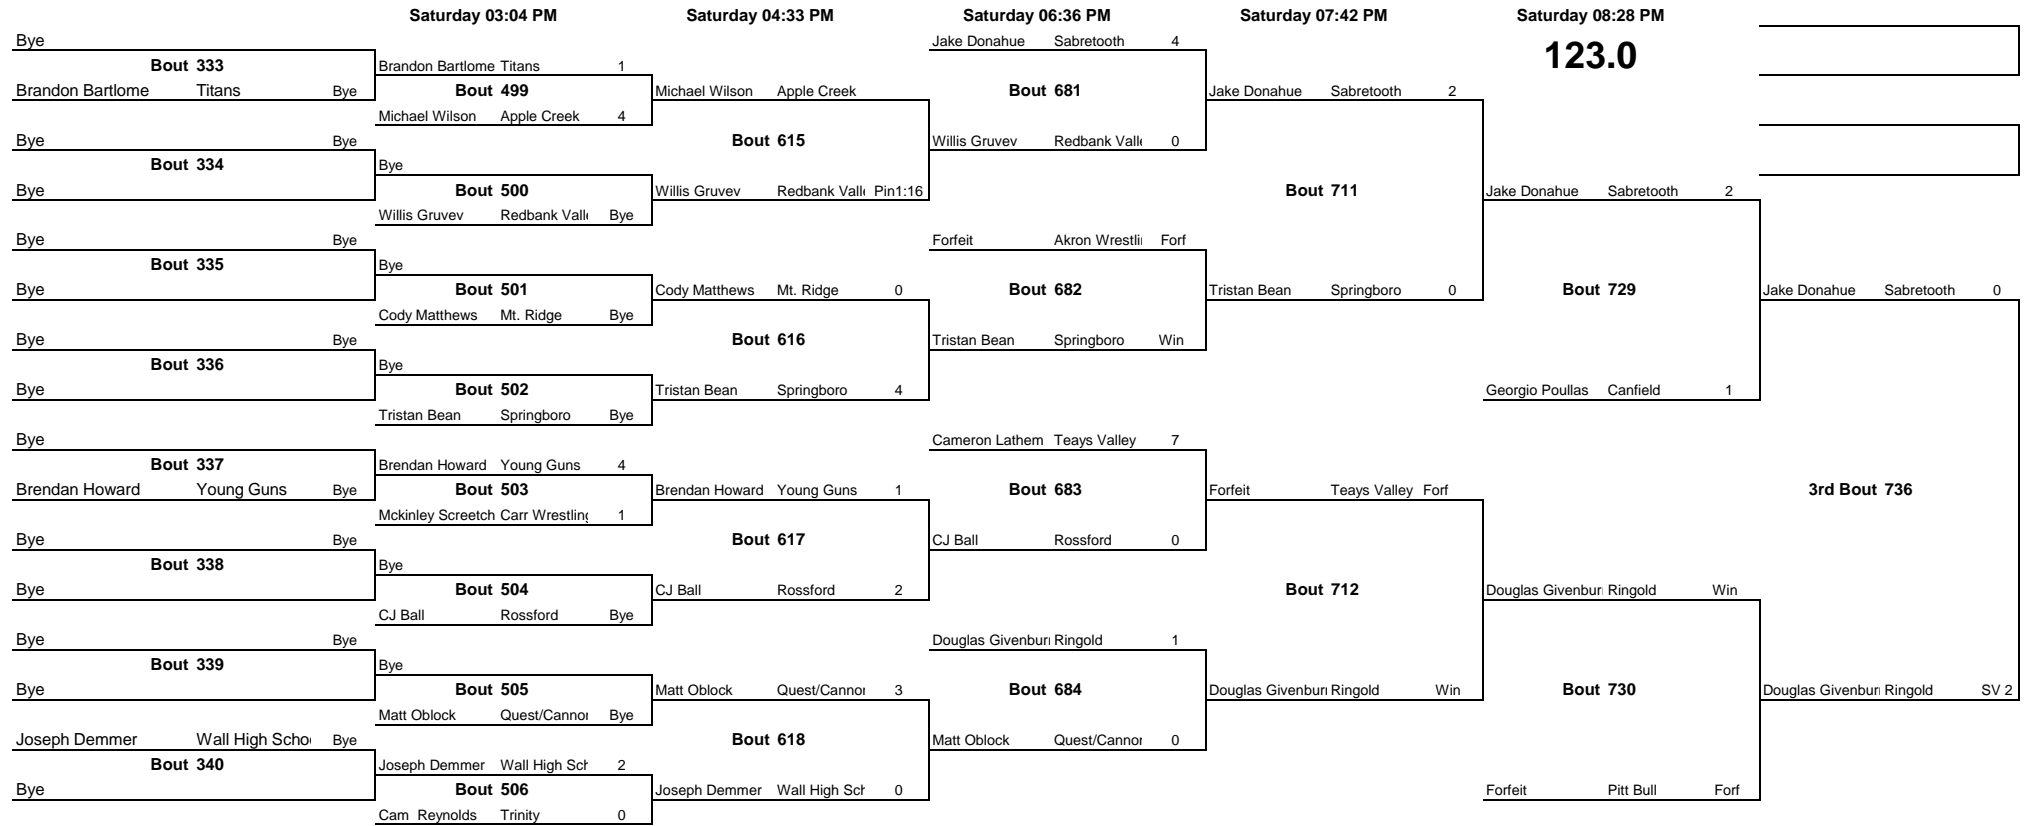 Saturday 03:04 PM Saturday 04:33 PM Saturday 06:36 PM Saturday 07:42 PM Saturday 08:28 PM
Bye Jake Donahue Sabretooth 4
123.0
Bout 333 Brandon Bartlome Titans 1
Brandon Bartlome Titans Bye Bout 499 Michael Wilson Apple Creek Bout 681 Jake Donahue Sabretooth 2
Michael Wilson Apple Creek 4
Bye Bye Bout 615 Willis Gruvev Redbank Valle 0
Bout 334 Bye
Bye Bout 500 Willis Gruvev Redbank Valle Pin1:16 Bout 711 Jake Donahue Sabretooth 2
Willis Gruvev Redbank Valle Bye
Bye Bye Forfeit Akron Wrestli Forf
Bout 335 Bye
Bye Bout 501 Cody Matthews Mt. Ridge 0 Bout 682 Tristan Bean Springboro 0 Bout 729 Jake Donahue Sabretooth 0
Cody Matthews Mt. Ridge Bye
Bye Bye Bout 616 Tristan Bean Springboro Win
Bout 336 Bye
Bye Bout 502 Tristan Bean Springboro 4 Georgio Poullas Canfield 1
Tristan Bean Springboro Bye
Bye Cameron Lathem Teays Valley 7
Bout 337 Brendan Howard Young Guns 4
Brendan Howard Young Guns Bye Bout 503 Brendan Howard Young Guns 1 Bout 683 Forfeit Teays Valley Forf 3rd Bout 736
Mckinley Screetch Carr Wrestling 1
Bye Bye Bout 617 CJ Ball Rossford 0
Bout 338 Bye
Bye Bout 504 CJ Ball Rossford 2 Bout 712 Douglas Givenburr Ringold Win
CJ Ball Rossford Bye
Bye Bye Douglas Givenburr Ringold 1
Bout 339 Bye
Bye Bout 505 Matt Oblock Quest/Cannor 3 Bout 684 Douglas Givenburr Ringold Win Bout 730 Douglas Givenburr Ringold SV 2
Matt Oblock Quest/Cannor Bye
Joseph Demmer Wall High Schoo Bye Bout 618 Matt Oblock Quest/Cannor 0
Bout 340 Joseph Demmer Wall High Sch 2
Bye Bout 506 Joseph Demmer Wall High Sch 0 Forfeit Pitt Bull Forf
Cam Reynolds Trinity 0